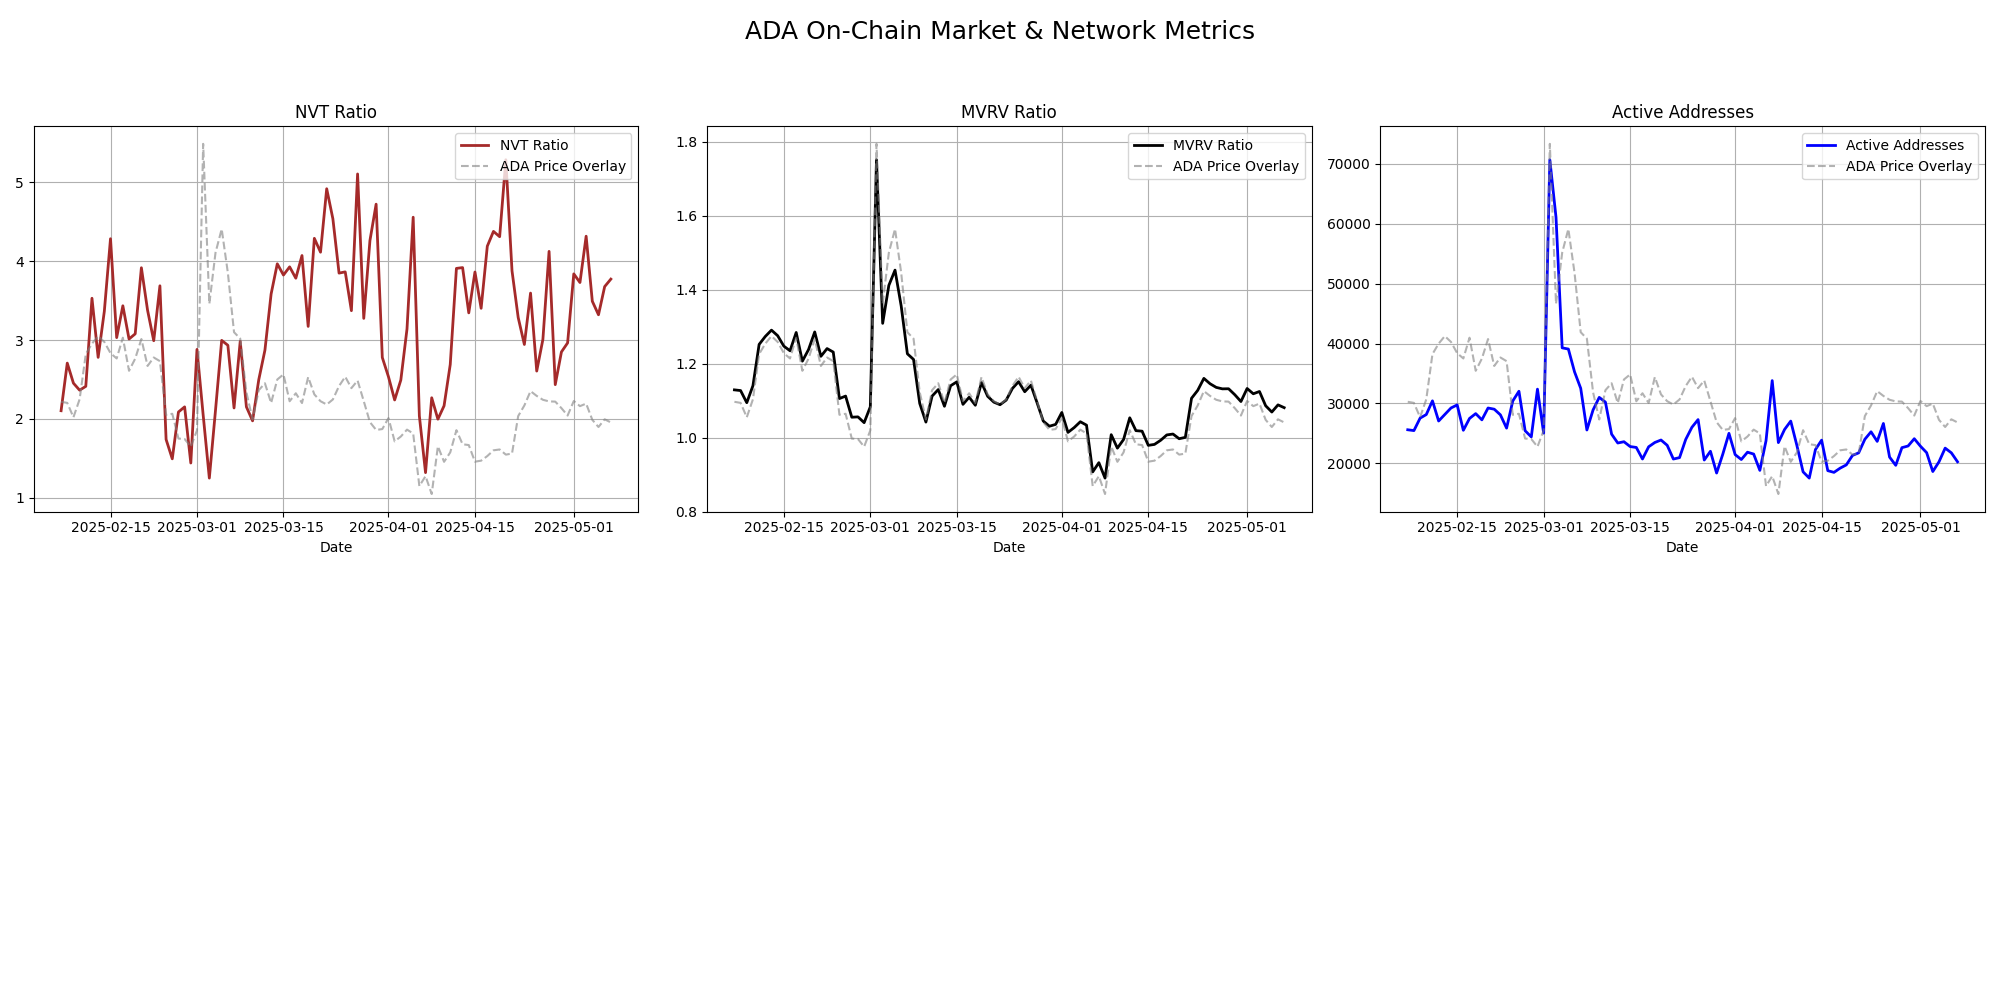 ADA On-Chain Market & Network Metrics
NVT Ratio
NVT Ratio
ADA Price Overlay
5
4
3
2
1
2025-02-15 2025-03-01 2025-03-15 2025-04-01 2025-04-15 2025-05-01
Date
MVRV Ratio
MVRV Ratio
ADA Price Overlay
1.8
1.6
1.4
1.2
1.0
0.8
2025-02-15 2025-03-01 2025-03-15 2025-04-01 2025-04-15 2025-05-01
Date
Active Addresses
Active Addresses
ADA Price Overlay
70000
60000
50000
40000
30000
20000
2025-02-15 2025-03-01 2025-03-15 2025-04-01 2025-04-15 2025-05-01
Date